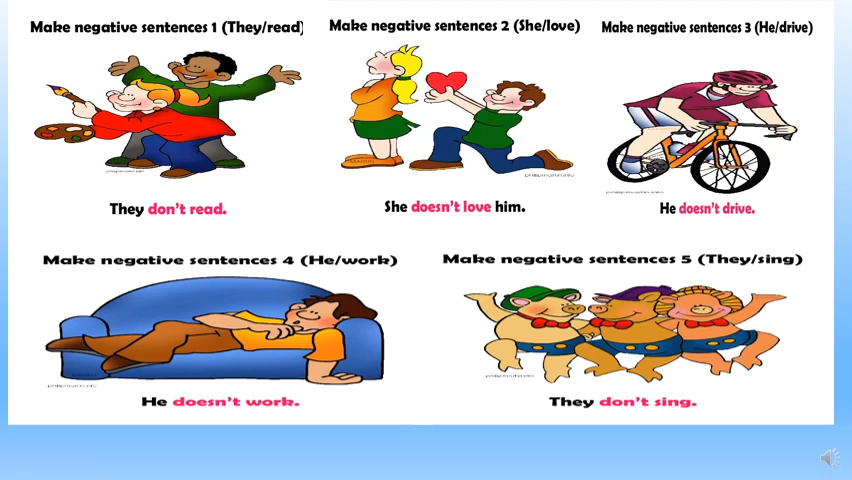 Make negative sentences 1 (They/read)
Make negative sentences 2 (She/love)
Make negative sentences 3 (He/drive)
They don't read.
She doesn't love him.
He doesn't drive.
Make negative sentences 4 (He/work)
Make negative sentences 5 (They/sing)
He doesn't work.
They don't sing.